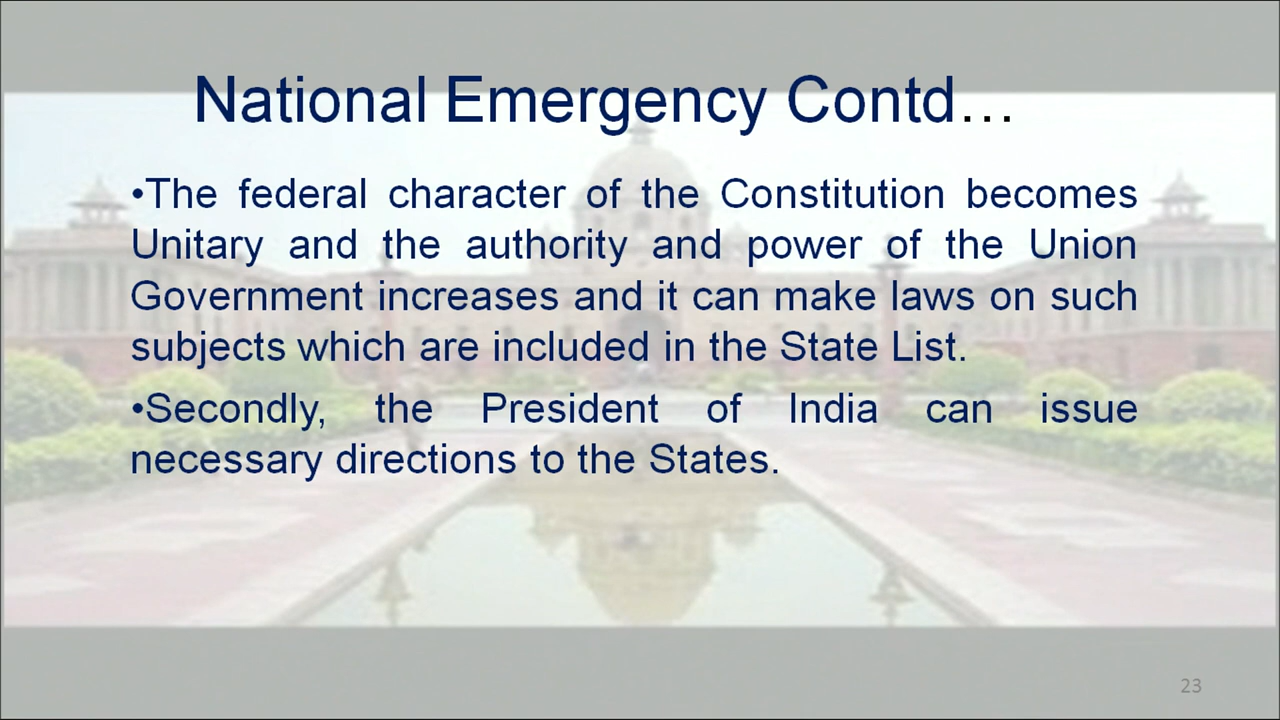 National Emergency Contd…
•The federal character of the Constitution becomes
Unitary and the authority and power of the Union
Government increases and it can make laws on such
subjects which are included in the State List.
•Secondly, the President of India can issue
necessary directions to the States.
23